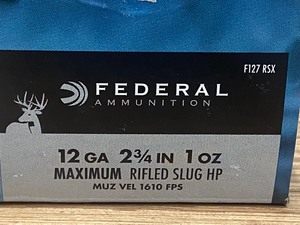 F127 RSX
FEDERAL
AMMUNITION
12 GA 2¾ IN 1 OZ
MAXIMUM RIFLED SLUG HP
MUZ VEL 1610 FPS